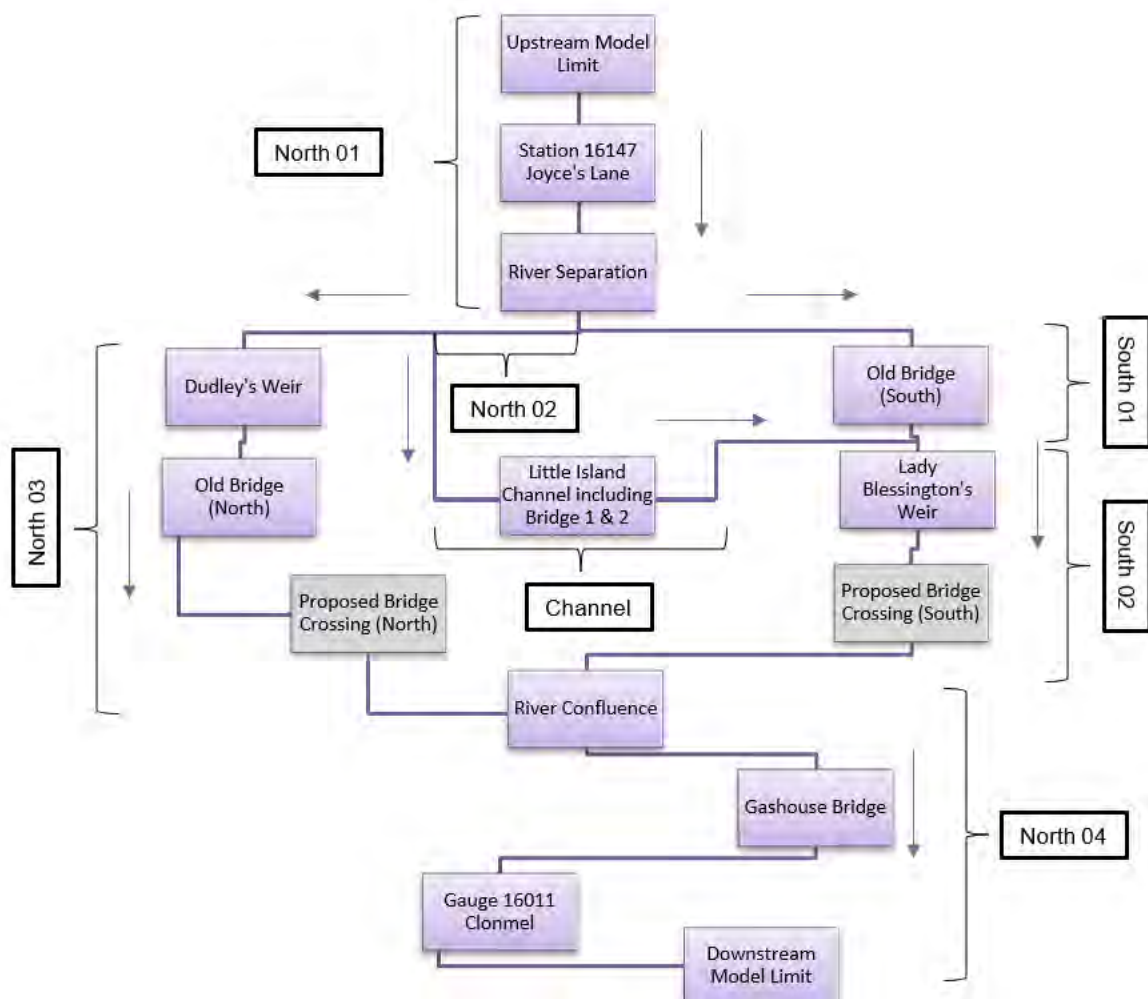 Upstream Model
Limit
North 01
Station 16147
Joyce's Lane
River Separation
Dudley's Weir
North 02
Old Bridge
(South)
South 01
North 03
Old Bridge
(North)
Little Island
Channel including
Bridge 1 & 2
Lady
Blessington's
Weir
South 02
Proposed Bridge
Crossing (North)
Channel
Proposed Bridge
Crossing (South)
River Confluence
Gashouse Bridge
North 04
Gauge 16011
Clonmel
Downstream
Model Limit